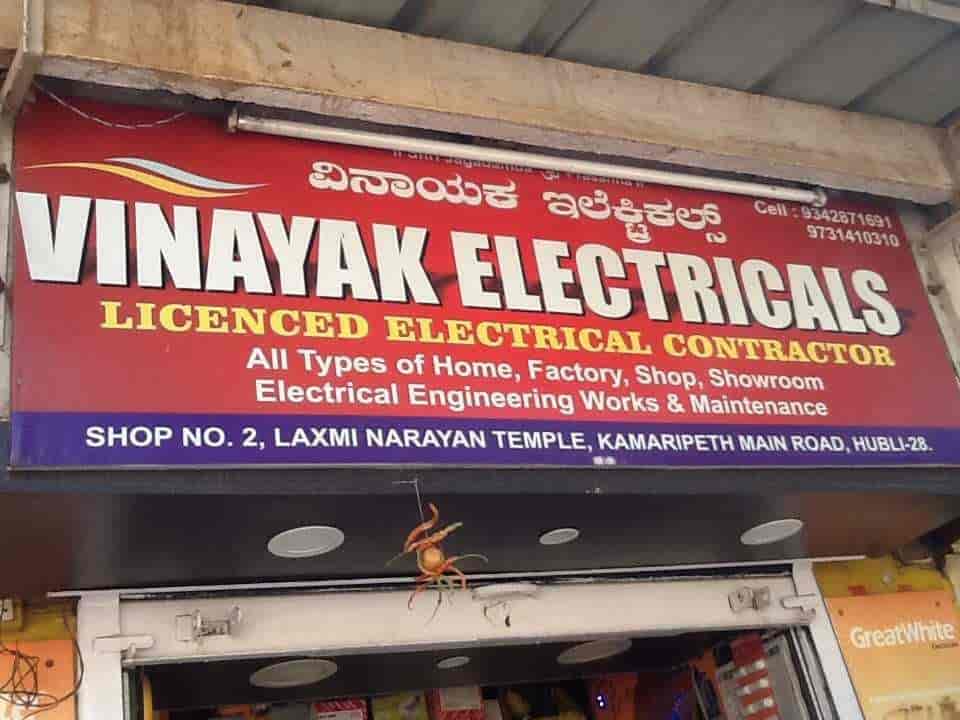 ವಿನಾಯಕ ಇಲೆಕ್ಟ್ರಿಕಲ್ಸ್
Cell : 9342871691
9731410310
VINAYAK ELECTRICALS
LICENCED ELECTRICAL CONTRACTOR
All Types of Home, Factory, Shop, Showroom
Electrical Engineering Works & Maintenance
SHOP NO. 2, LAXMI NARAYAN TEMPLE, KAMARIPETH MAIN ROAD, HUBLI-28.
GreatWhite